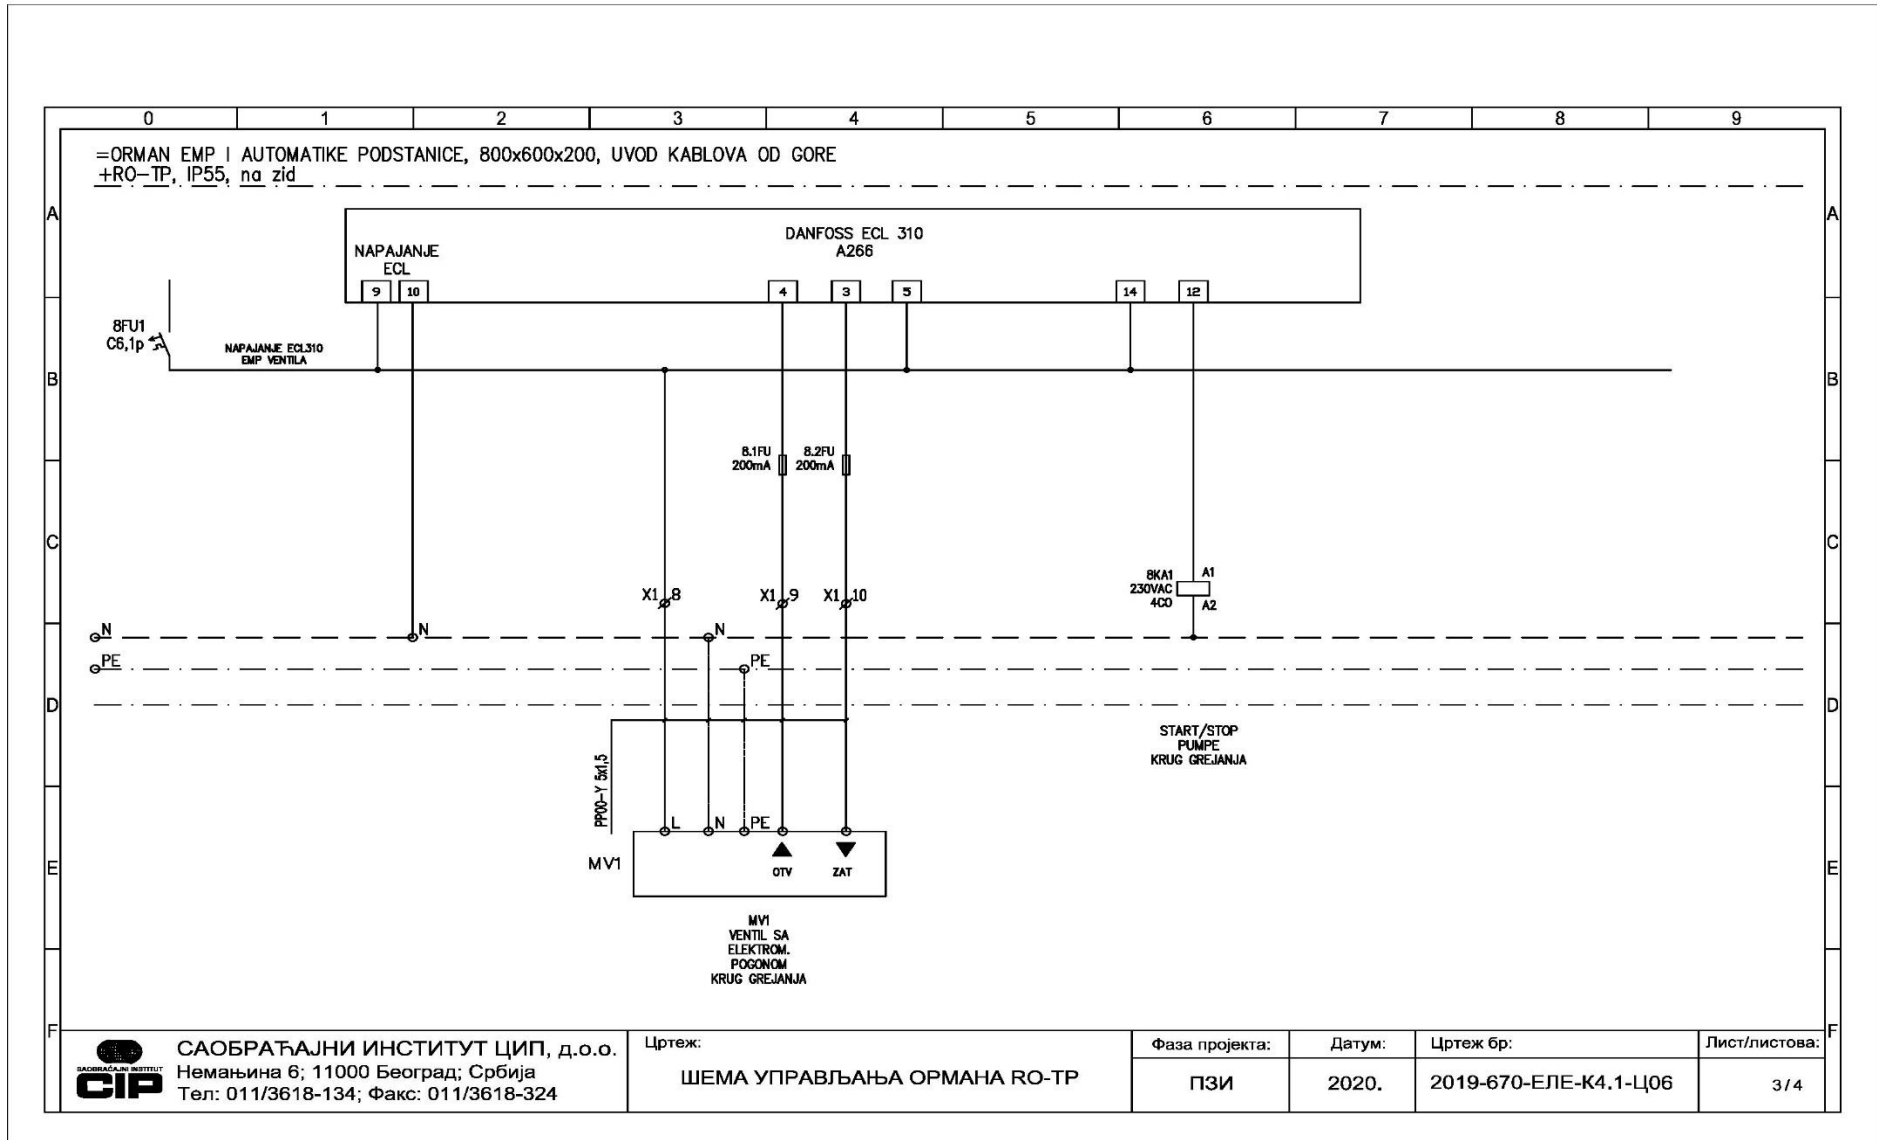 0 1 2 3 4 5 6 7 8 9
=ORMAN EMP I AUTOMATIKE PODSTANICE, 800x600x200, UVOD KABLOVA OD GORE
+RO-TP, IP55, na zid
A A
DANFOSS ECL 310
A266
NAPAJANJE
ECL
9 10 4 3 5 14 12
8FU1
C6,1p
NAPAJANJE ECL310
EMP VENTILA
B B
8.1FU
200mA
8.2FU
200mA
C C
8KA1
230VAC
4CO
A1
A2
X1 8 X1 9 X1 10
N N N
PE PE
D D
START/STOP
PUMPE
KRUG GREJANJA
PP00-Y 5x1,5
L N PE
MV1
OTV ZAT
E E
MV1
VENTIL SA
ELEKTROM.
POGONOM
KRUG GREJANJA
F F
SAOBRAĆAJNI INSTITUT
CIP
САОБРАЋАЈНИ ИНСТИТУТ ЦИП, д.о.о.
Немањина 6; 11000 Београд; Србија
Тел: 011/3618-134; Факс: 011/3618-324
Цртеж:
ШЕМА УПРАВЉАЊА ОРМАНА RO-TP
Фаза пројекта:
ПЗИ
Датум:
2020.
Цртеж бр:
2019-670-ЕЛЕ-К4.1-Ц06
Лист/листова:
3/4